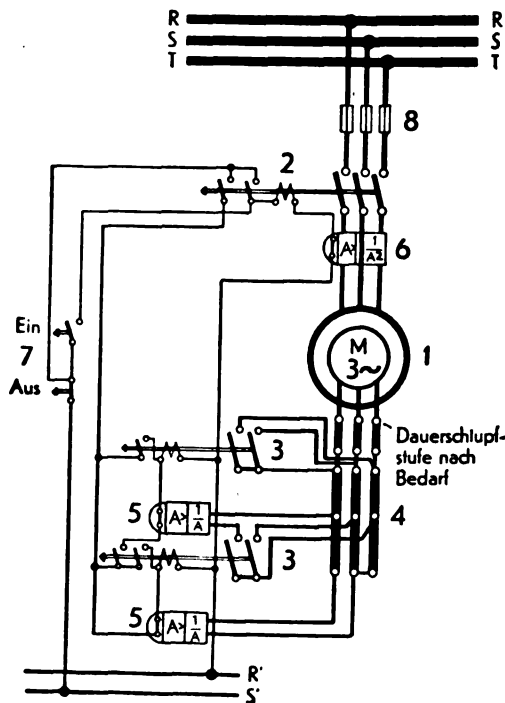 R R
S S
T T
8
2
A> 1/A²
6
Ein
7
Aus
M
3~
1
3
Dauerschlupf-
stufe nach
Bedarf
4
5
A> 1/A
3
5
A> 1/A
R'
S'